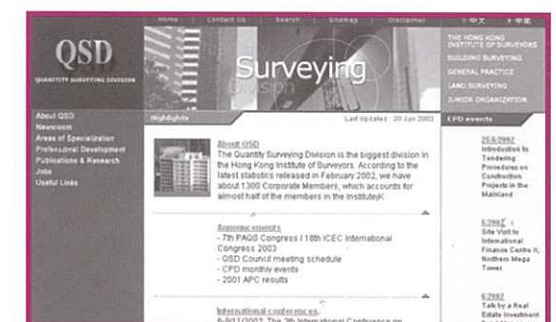 Home | Contact Us | Search | Sitemap | Disclaimer
QSD
QUANTITY SURVEYING DIVISION
Surveying
Division
THE HONG KONG
INSTITUTE OF SURVEYORS
BUILDING SURVEYING
GENERAL PRACTICE
LAND SURVEYING
JUNIOR ORGANIZATION
About QSD
Newsroom
Areas of Specialization
Professional Development
Publications & Research
Jobs
Useful Links
Highlights
Last Updated: 20 Jan 2002
About QSD
The Quantity Surveying Division is the biggest division in
the Hong Kong Institute of Surveyors. According to the
latest statistics released in February 2002, we have
about 1300 Corporate Members, which accounts for
almost half of the members in the Institute¡K
Announcements
- 7th PAQS Congress / 18th ICEC International
Congress 2003
- QSD Council meeting schedule
- CPD monthly events
- 2001 APC results
International conferences.
CPD events
25/6/2002
Introduction to
Tendering
Procedures on
Construction
Projects in the
Mainland
6/2002
Site Visit to
International
Finance Centre II,
Northern Mega
Tower
6/2002
Talk by a Real
Estate Investment